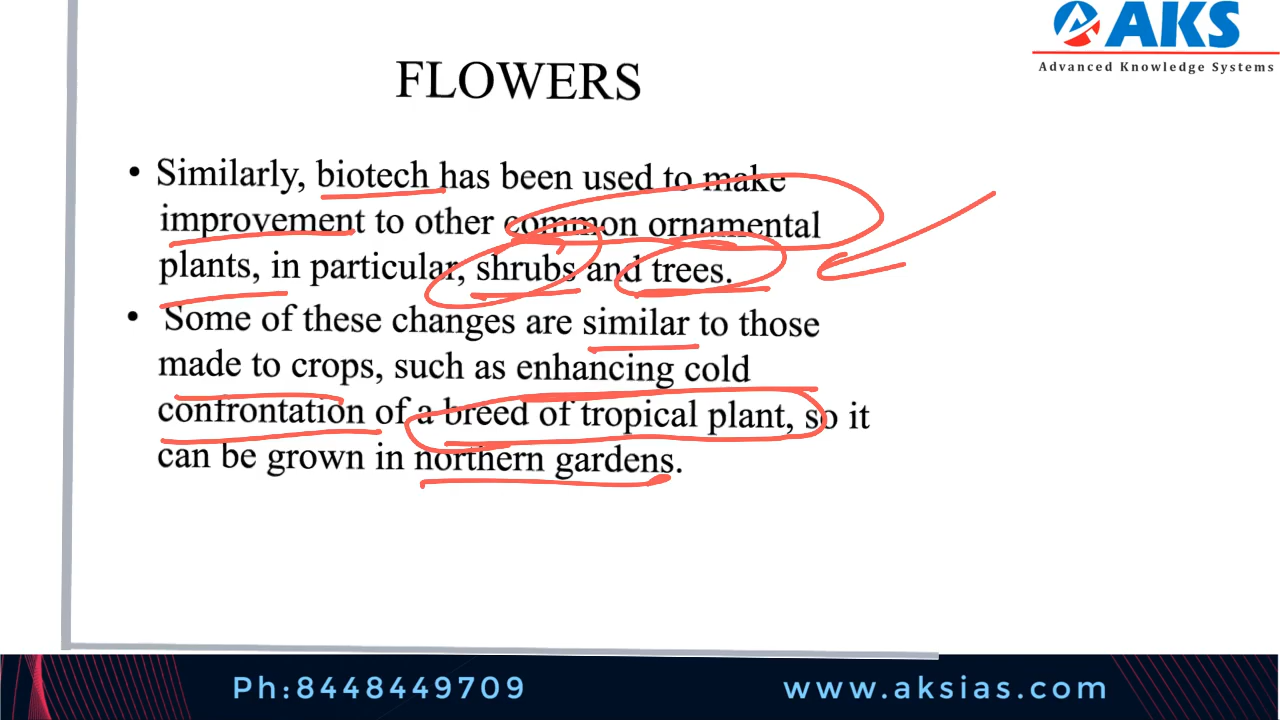 AKS
Advanced Knowledge Systems
FLOWERS
• Similarly, biotech has been used to make
improvement to other common ornamental
plants, in particular, shrubs and trees.
• Some of these changes are similar to those
made to crops, such as enhancing cold
confrontation of a breed of tropical plant, so it
can be grown in northern gardens.
Ph:8448449709
www.aksias.com